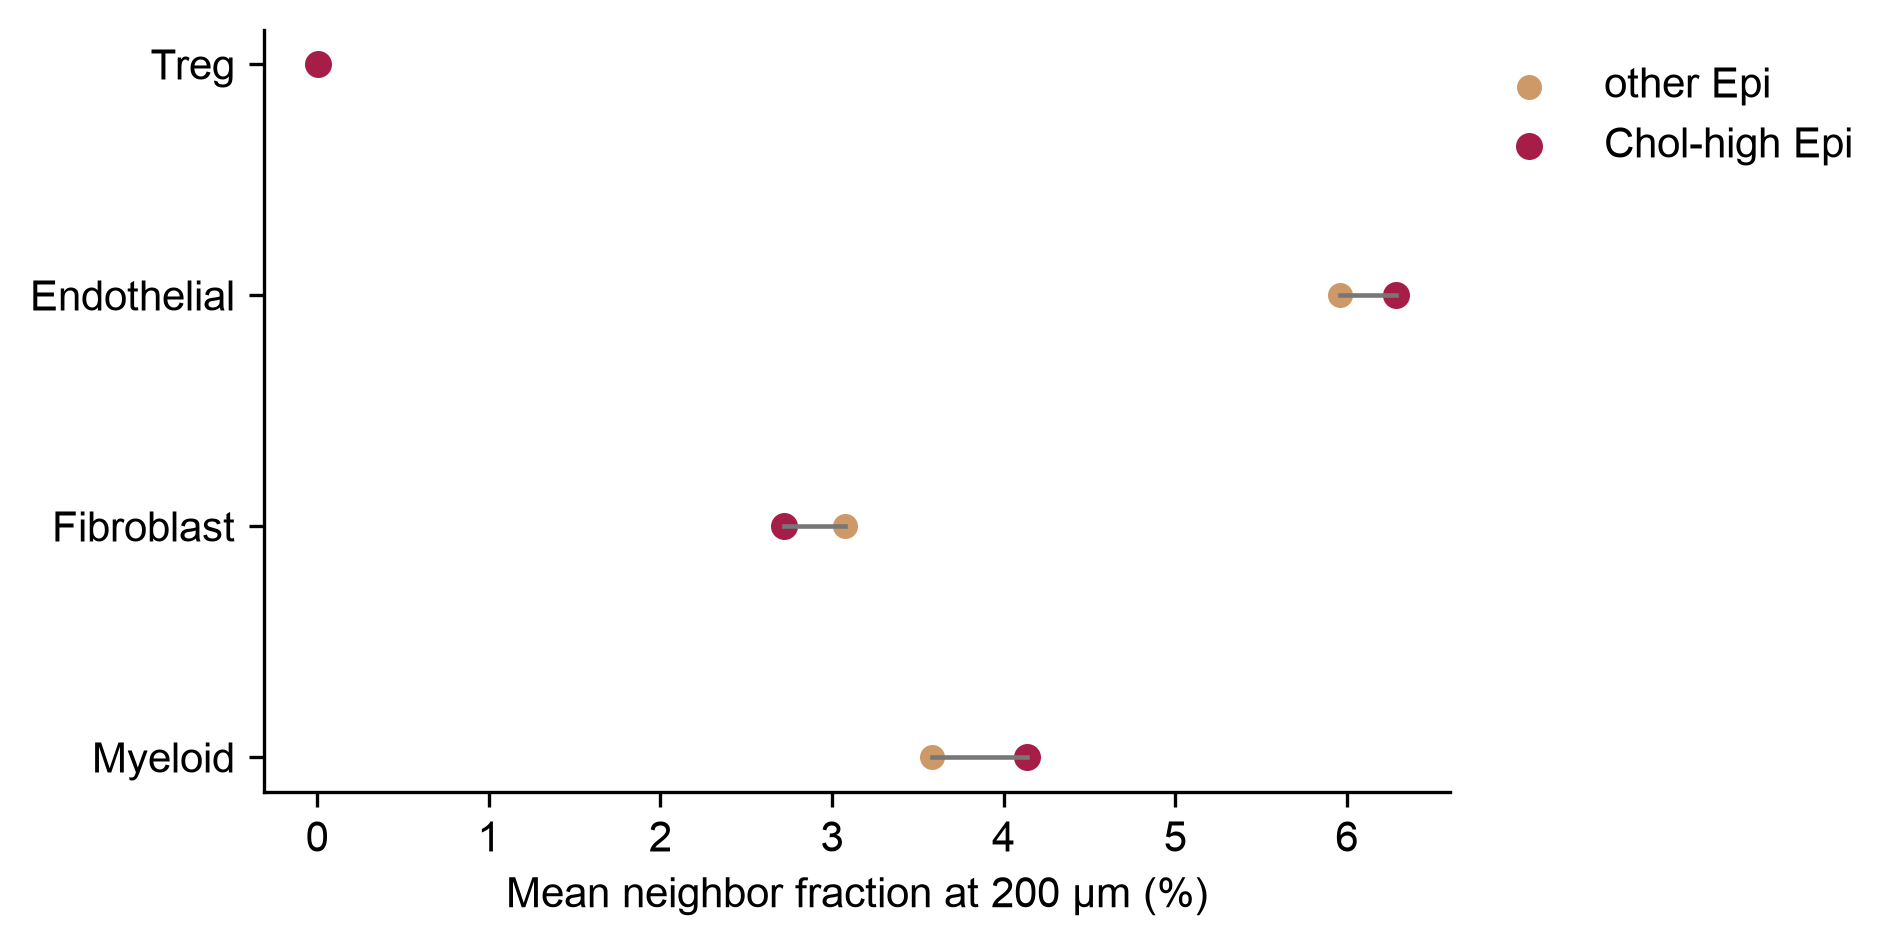 Treg
other Epi
Chol-high Epi
Endothelial
Fibroblast
Myeloid
0 1 2 3 4 5 6
Mean neighbor fraction at 200 µm (%)